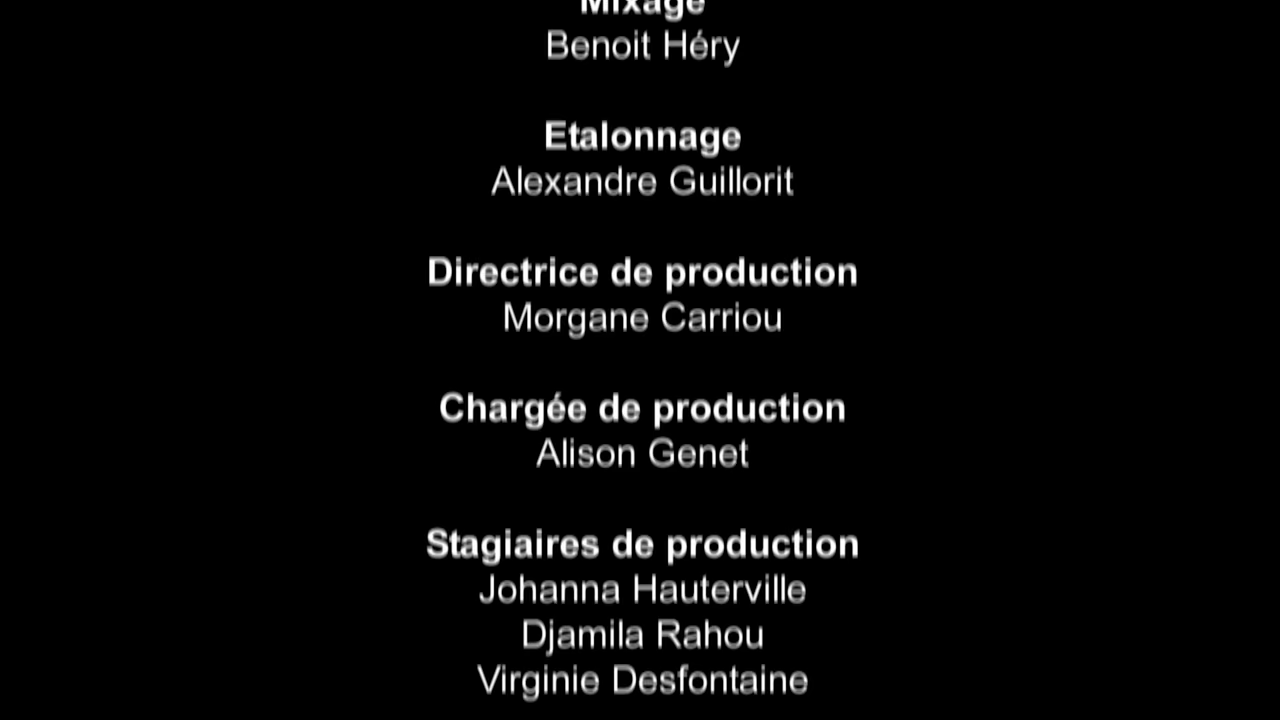 Mixage
Benoit Héry
Etalonnage
Alexandre Guillorit
Directrice de production
Morgane Carriou
Chargée de production
Alison Genet
Stagiaires de production
Johanna Hauterville
Djamila Rahou
Virginie Desfontaine